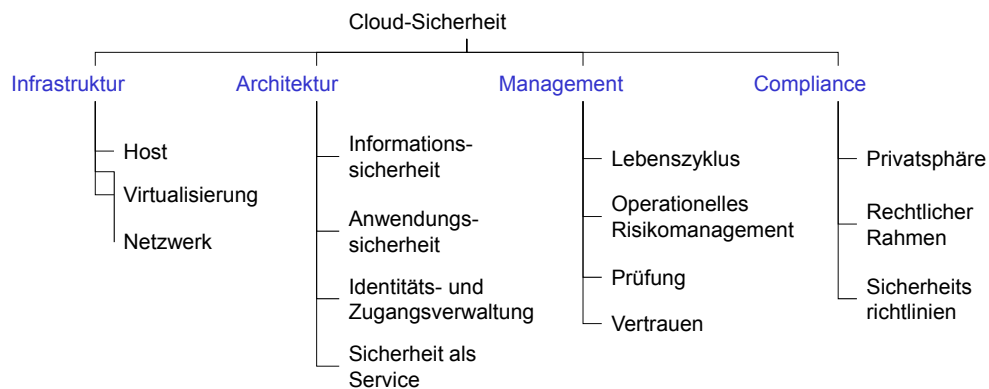 Cloud-Sicherheit
Infrastruktur
Architektur
Management
Compliance
Host
Virtualisierung
Netzwerk
Informations-
sicherheit
Anwendungs-
sicherheit
Identitäts- und
Zugangsverwaltung
Sicherheit als
Service
Lebenszyklus
Operationelles
Risikomanagement
Prüfung
Vertrauen
Privatsphäre
Rechtlicher
Rahmen
Sicherheits
richtlinien